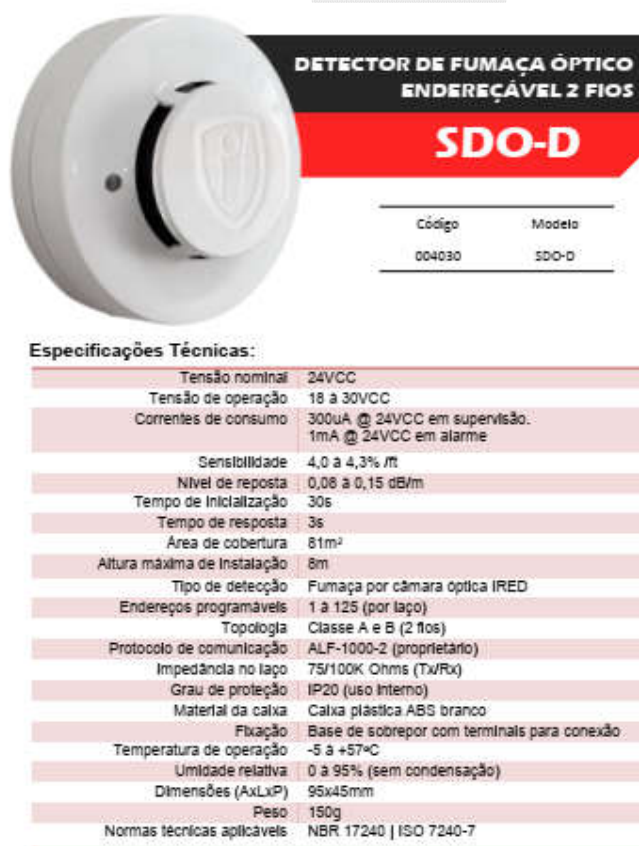 DETECTOR DE FUMAÇA ÓPTICO
ENDEREÇÁVEL 2 FIOS
SDO-D
Código Modelo
004030 SDO-D
Especificações Técnicas:
Tensão nominal 24VCC
Tensão de operação 18 à 30VCC
Correntes de consumo 300uA @ 24VCC em supervisão.
1mA @ 24VCC em alarme
Sensibilidade 4,0 à 4,3% /ft
Nível de reposta 0,08 à 0,15 dB/m
Tempo de Inicialização 30s
Tempo de resposta 3s
Área de cobertura 81m²
Altura máxima de Instalação 8m
Tipo de detecção Fumaça por câmara óptica IRED
Endereços programáveis 1 à 125 (por laço)
Topologia Classe A e B (2 fios)
Protocolo de comunicação ALF-1000-2 (proprietário)
Impedância no laço 75/100K Ohms (Tx/Rx)
Grau de proteção IP20 (uso Interno)
Material da caixa Caixa plástica ABS branco
Fixação Base de sobrepor com terminais para conexão
Temperatura de operação -5 à +57ºC
Umidade relativa 0 à 95% (sem condensação)
Dimensões (AxLxP) 95x45mm
Peso 150g
Normas técnicas aplicáveis NBR 17240 | ISO 7240-7